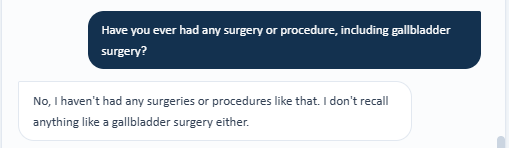 Have you ever had any surgery or procedure, including gallbladder
surgery?
No, I haven't had any surgeries or procedures like that. I don't recall
anything like a gallbladder surgery either.